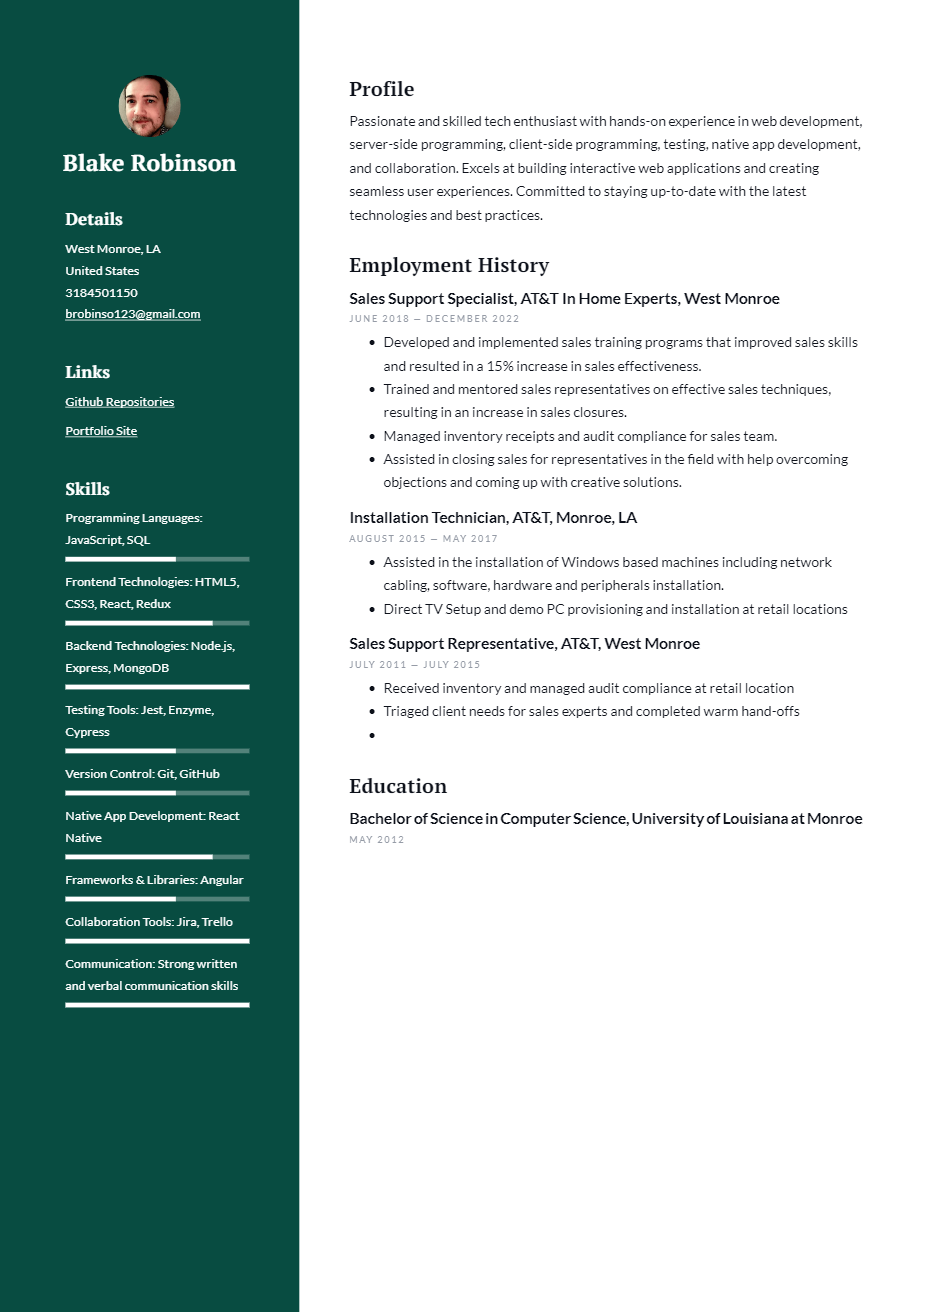 Blake Robinson
Details
West Monroe, LA
United States
3184501150
brobinso123@gmail.com
Links
Github Repositories
Portfolio Site
Skills
Programming Languages:
JavaScript, SQL
Frontend Technologies: HTML5,
CSS3, React, Redux
Backend Technologies: Node.js,
Express, MongoDB
Testing Tools: Jest, Enzyme,
Cypress
Version Control: Git, GitHub
Native App Development: React
Native
Frameworks & Libraries: Angular
Collaboration Tools: Jira, Trello
Communication: Strong written
and verbal communication skills
Profile
Passionate and skilled tech enthusiast with hands-on experience in web development,
server-side programming, client-side programming, testing, native app development,
and collaboration. Excels at building interactive web applications and creating
seamless user experiences. Committed to staying up-to-date with the latest
technologies and best practices.
Employment History
Sales Support Specialist, AT&T In Home Experts, West Monroe
JUNE 2018 — DECEMBER 2022
• Developed and implemented sales training programs that improved sales skills
and resulted in a 15% increase in sales effectiveness.
• Trained and mentored sales representatives on effective sales techniques,
resulting in an increase in sales closures.
• Managed inventory receipts and audit compliance for sales team.
• Assisted in closing sales for representatives in the field with help overcoming
objections and coming up with creative solutions.
Installation Technician, AT&T, Monroe, LA
AUGUST 2015 — MAY 2017
• Assisted in the installation of Windows based machines including network
cabling, software, hardware and peripherals installation.
• Direct TV Setup and demo PC provisioning and installation at retail locations
Sales Support Representative, AT&T, West Monroe
JULY 2011 — JULY 2015
• Received inventory and managed audit compliance at retail location
• Triaged client needs for sales experts and completed warm hand-offs
•
Education
Bachelor of Science in Computer Science, University of Louisiana at Monroe
MAY 2012